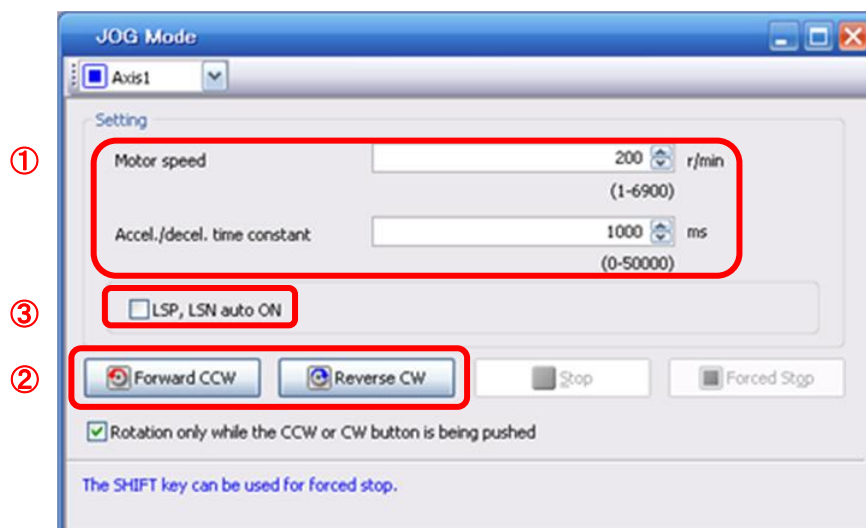 JOG Mode
Axis1
Setting
① Motor speed 200 r/min
(1-6900)
Accel./decel. time constant 1000 ms
(0-50000)
③ LSP, LSN auto ON
② Forward CCW Reverse CW Stop Forced Stop
Rotation only while the CCW or CW button is being pushed
The SHIFT key can be used for forced stop.